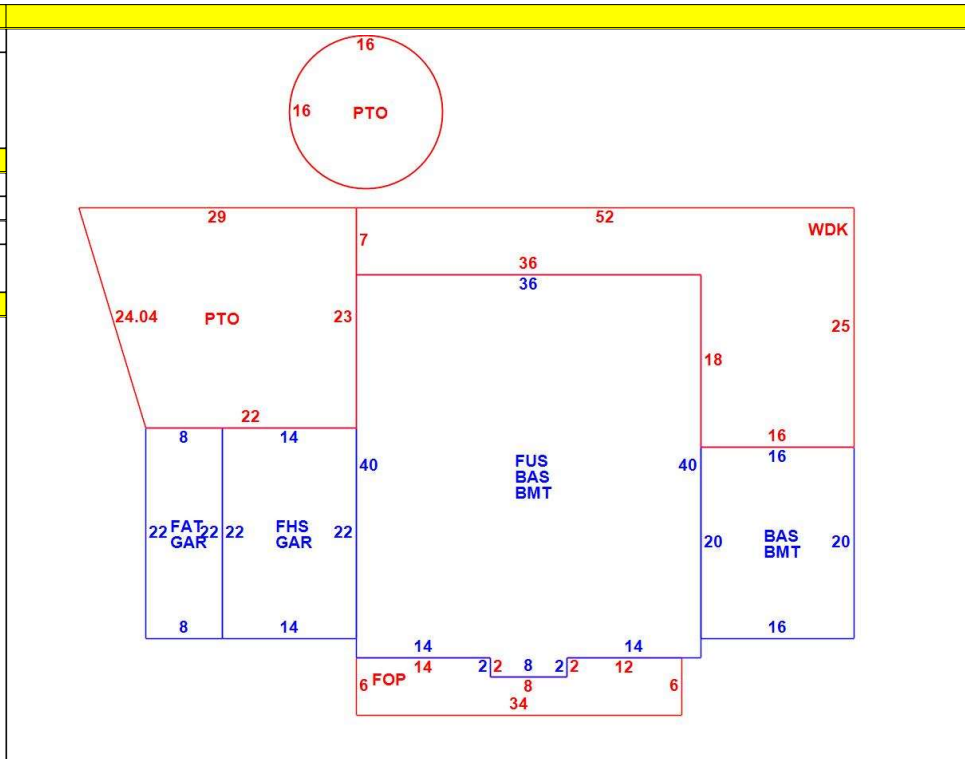 16
16 PTO
29 52
WDK
7
36
36
24.04 PTO 23 25
18
22
8 14 16
16
40 FUS 40
BAS
BMT
22 FAT 22 22 FHS 22
GAR GAR
20 BAS 20
BMT
8 14 16
14 14
14 2 2 8 2 2 12
6 FOP 8 6
34